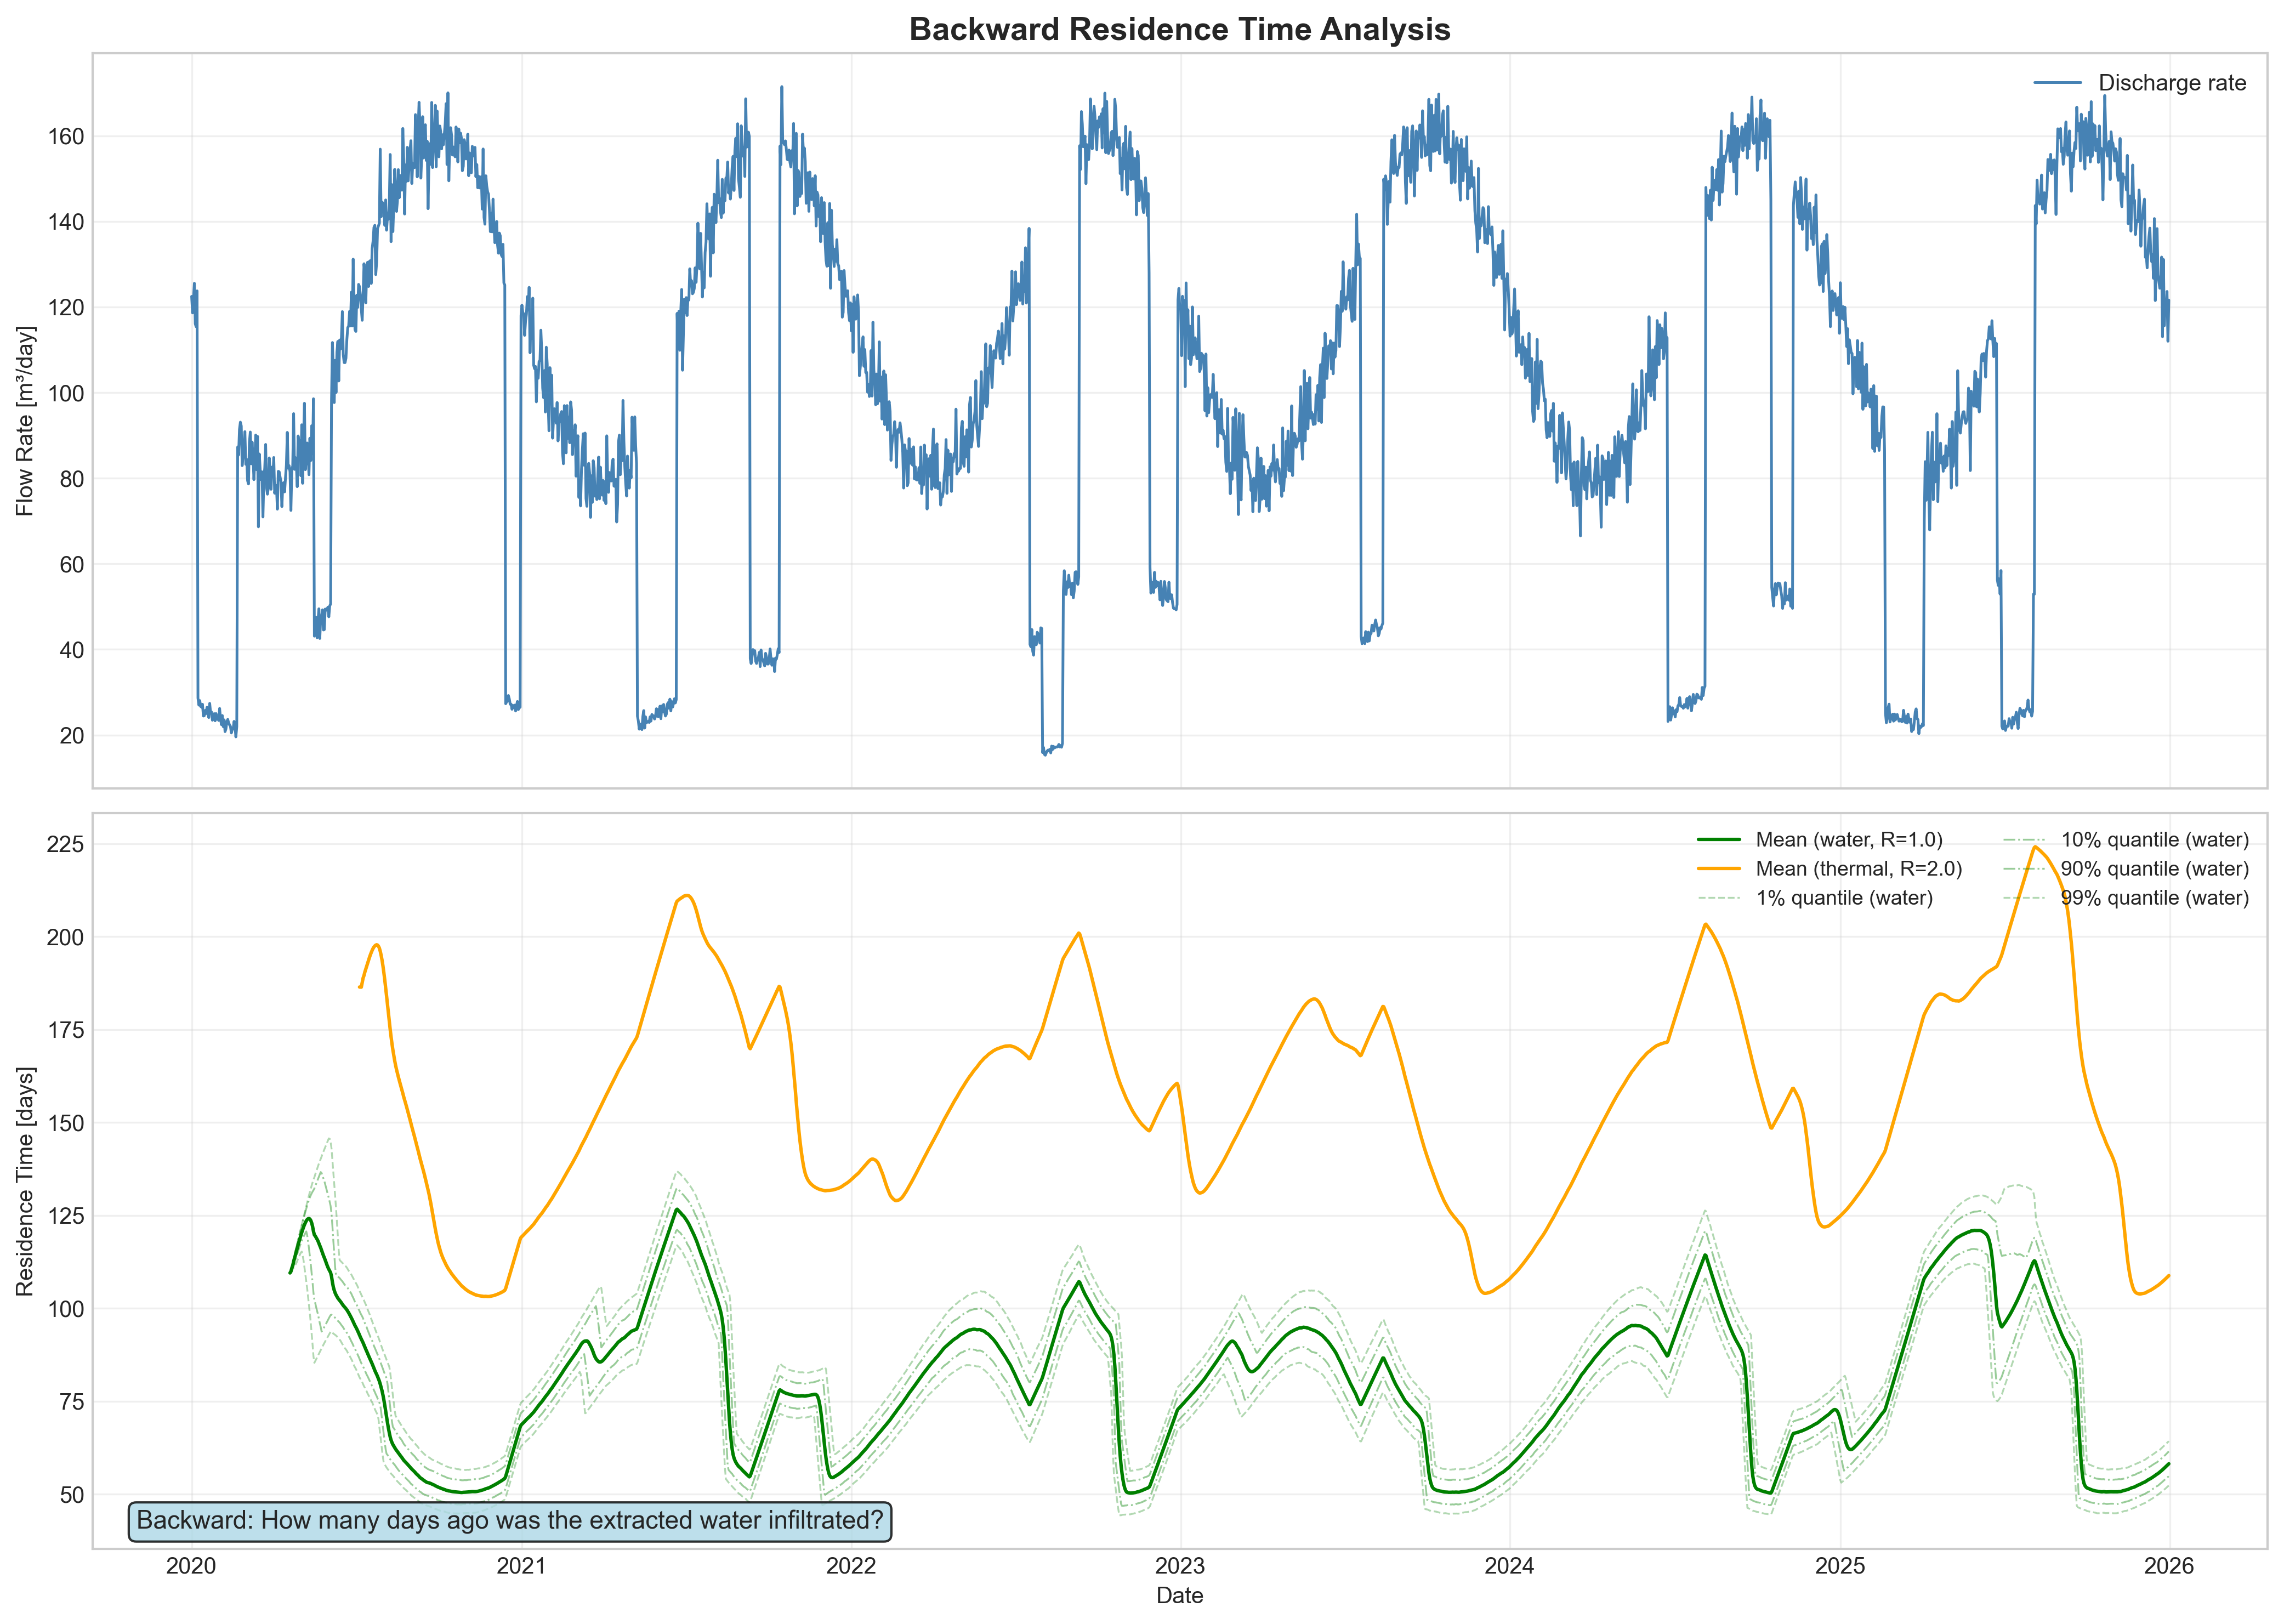 Backward Residence Time Analysis
Discharge rate
160
140
120
100
80
60
40
20
Flow Rate [m³/day]
Mean (water, R=1.0)
Mean (thermal, R=2.0)
1% quantile (water)
10% quantile (water)
90% quantile (water)
99% quantile (water)
225
200
175
150
125
100
75
50
Residence Time [days]
Backward: How many days ago was the extracted water infiltrated?
2020
2021
2022
2023
2024
2025
2026
Date